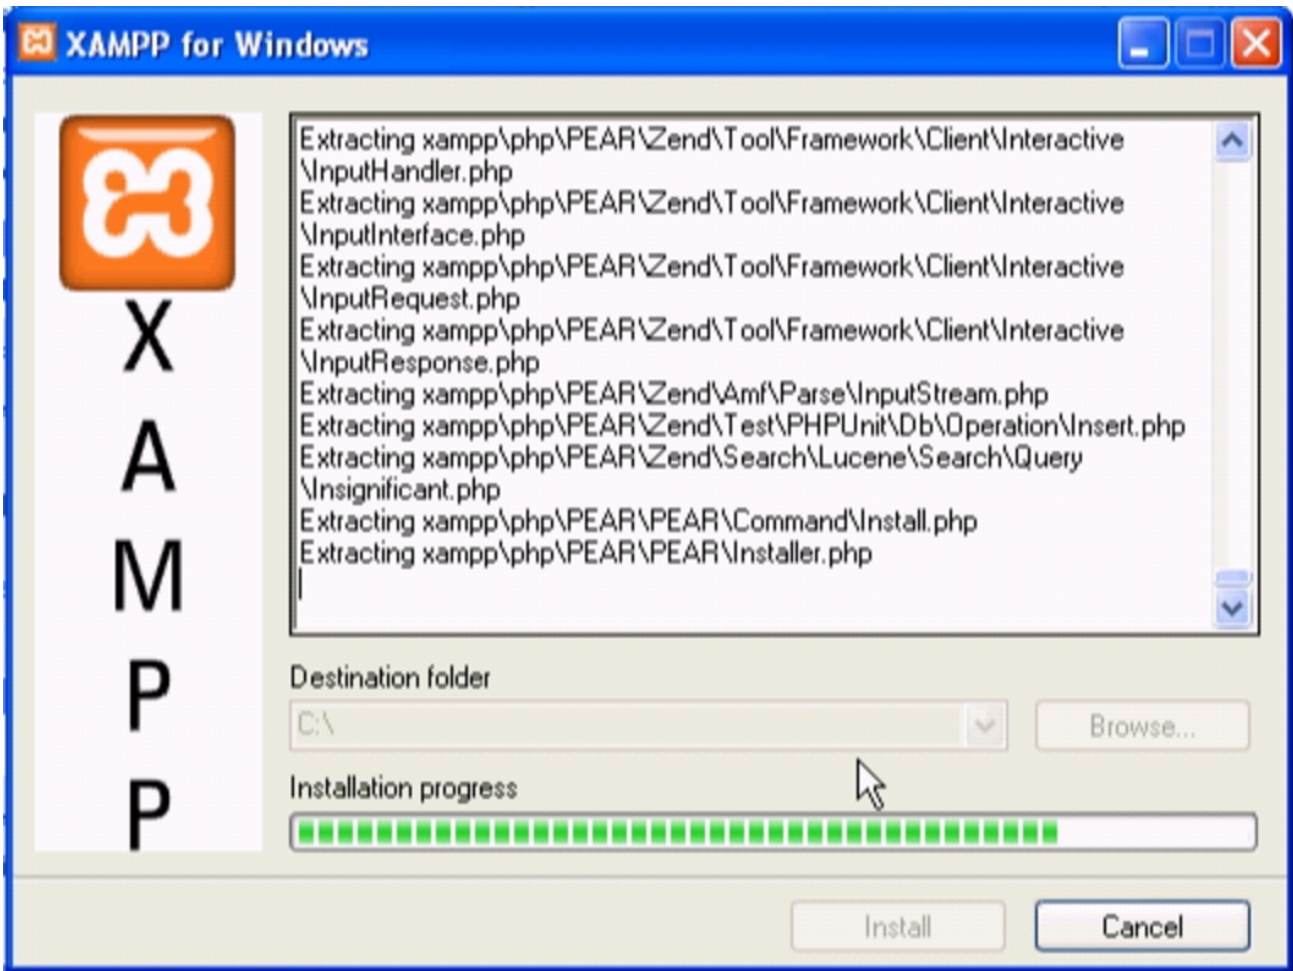 XAMPP for Windows
Extracting xampp\php\PEAR\Zend\Tool\Framework\Client\Interactive
\InputHandler.php
Extracting xampp\php\PEAR\Zend\Tool\Framework\Client\Interactive
\InputInterface.php
Extracting xampp\php\PEAR\Zend\Tool\Framework\Client\Interactive
\InputRequest.php
Extracting xampp\php\PEAR\Zend\Tool\Framework\Client\Interactive
\InputResponse.php
Extracting xampp\php\PEAR\Zend\Amf\Parse\InputStream.php
Extracting xampp\php\PEAR\Zend\Test\PHPUnit\Db\Operation\Insert.php
Extracting xampp\php\PEAR\Zend\Search\Lucene\Search\Query
\Insignificant.php
Extracting xampp\php\PEAR\PEAR\Command\Install.php
Extracting xampp\php\PEAR\PEAR\Installer.php
X
A
M
P
P
Destination folder
C:\
Browse...
Installation progress
Install
Cancel